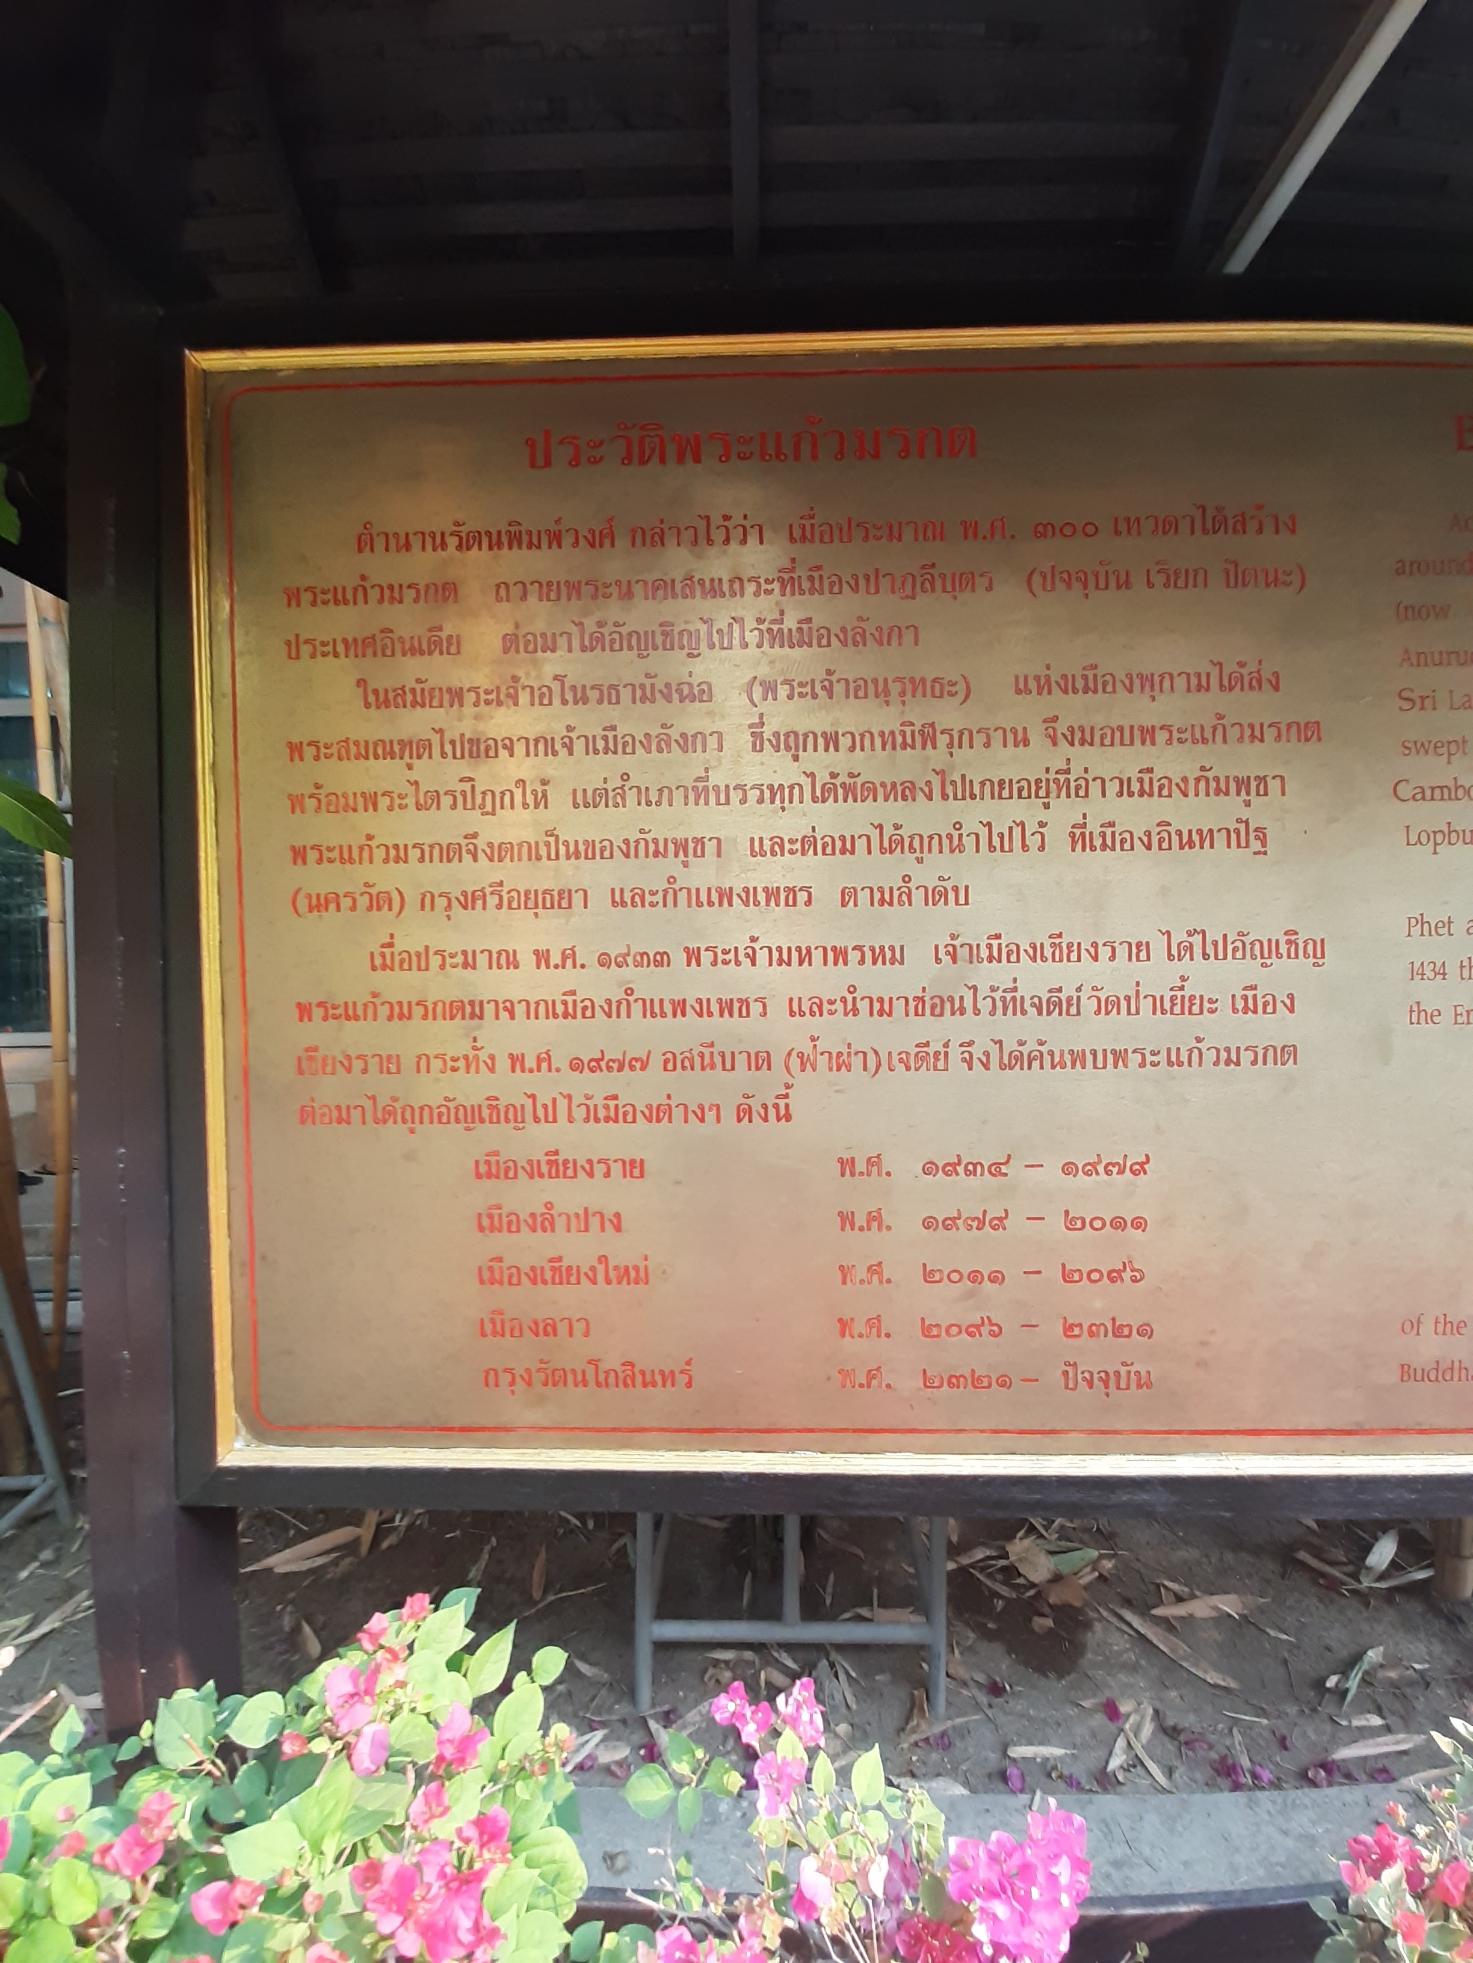 ประวัติพระแก้วมรกต
ตำนานรัตนพิมพ์วงศ์ กล่าวไว้ว่า เมื่อประมาณ พ.ศ. ๓๐๐ เทวดาได้สร้าง
พระแก้วมรกต ถวายพระนาคเสนเถระที่เมืองปาฏลีบุตร (ปัจจุบัน เรียก ปัตนะ)
ประเทศอินเดีย ต่อมาได้อัญเชิญไปไว้ที่เมืองลังกา
ในสมัยพระเจ้าอโนรธามังฉ่อ (พระเจ้าอนุรุทธะ) แห่งเมืองพุกามได้ส่ง
พระสมณฑูตไปขอจากเจ้าเมืองลังกา ซึ่งถูกพวกทมิฬรุกราน จึงมอบพระแก้วมรกต
พร้อมพระไตรปิฎกให้ แต่สำเภาที่บรรทุกได้พัดหลงไปเกยอยู่ที่อ่าวเมืองกัมพูชา
พระแก้วมรกตจึงตกเป็นของกัมพูชา และต่อมาได้ถูกนำไปไว้ ที่เมืองอินทาปัฐ
(นครวัต) กรุงศรีอยุธยา และกำแพงเพชร ตามลำดับ
เมื่อประมาณ พ.ศ. ๑๙๓๓ พระเจ้ามหาพรหม เจ้าเมืองเชียงราย ได้ไปอัญเชิญ
พระแก้วมรกตมาจากเมืองกำแพงเพชร และนำมาซ่อนไว้ที่เจดีย์ วัดป่าเยี้ยะ เมือง
เชียงราย กระทั่ง พ.ศ. ๑๙๗๗ อสนีบาต (ฟ้าผ่า) เจดีย์ จึงได้ค้นพบพระแก้วมรกต
ต่อมาได้ถูกอัญเชิญไปไว้เมืองต่างๆ ดังนี้
เมืองเชียงราย พ.ศ. ๑๙๓๔ - ๑๙๗๙
เมืองลำปาง พ.ศ. ๑๙๗๙ - ๒๐๑๑
เมืองเชียงใหม่ พ.ศ. ๒๐๑๑ - ๒๐๙๖
เมืองลาว พ.ศ. ๒๐๙๖ - ๒๓๒๑
กรุงรัตนโกสินทร์ พ.ศ. ๒๓๒๑ - ปัจจุบัน
around
(now
Sri
swept
Phet
1434
the
of the